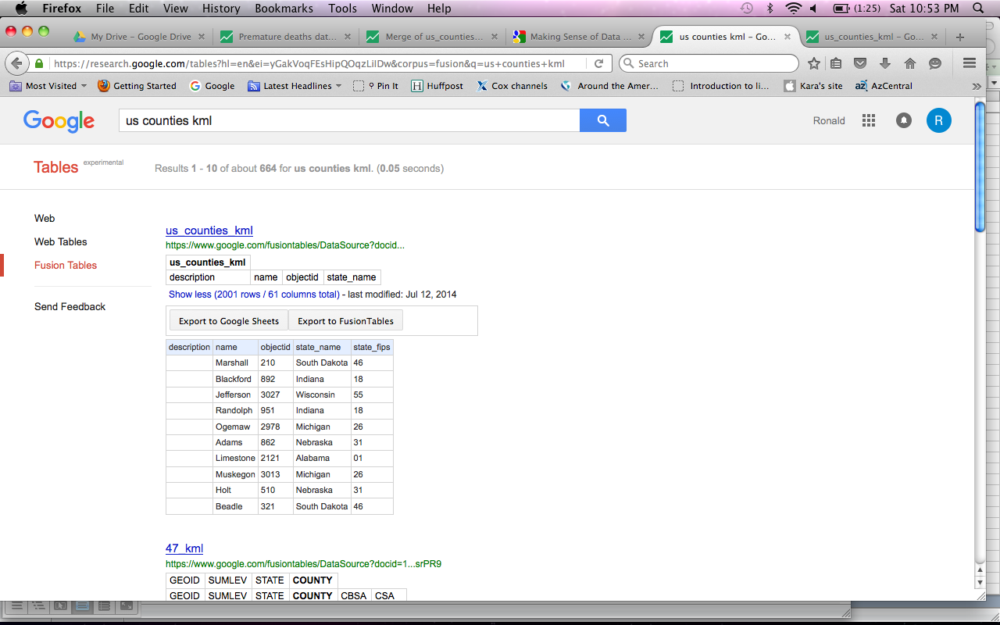 Firefox File Edit View History Bookmarks Tools Window Help (1:25) Sat 10:53 PM
My Drive – Google Drive Premature deaths, dat... Merge of us_counties... Making Sense of Data ... us counties kml – Go... us_counties_kml – Go...
https://research.google.com/tables?hl=en&ei=yGakVoqFEsHipQOqzLiIDw&corpus=fusion&q=us+counties+kml Search
Most Visited Getting Started Google Latest Headlines Pin It Huffpost Cox channels Around the Amer... Introduction to li... Kara's site AzCentral
Google us counties kml Ronald R
Tables experimental Results 1 - 10 of about 664 for us counties kml. (0.05 seconds)
Web
Web Tables
Fusion Tables
Send Feedback
us_counties_kml
https://www.google.com/fusiontables/DataSource?docid...
us_counties_kml
description name objectid state_name
Show less (2001 rows / 61 columns total) - last modified: Jul 12, 2014
Export to Google Sheets Export to FusionTables
description name objectid state_name state_fips
Marshall 210 South Dakota 46
Blackford 892 Indiana 18
Jefferson 3027 Wisconsin 55
Randolph 951 Indiana 18
Ogemaw 2978 Michigan 26
Adams 862 Nebraska 31
Limestone 2121 Alabama 01
Muskegon 3013 Michigan 26
Holt 510 Nebraska 31
Beadle 321 South Dakota 46
47_kml
https://www.google.com/fusiontables/DataSource?docid=1...srPR9
GEOID SUMLEV STATE COUNTY
GEOID SUMLEV STATE COUNTY CBSA CSA